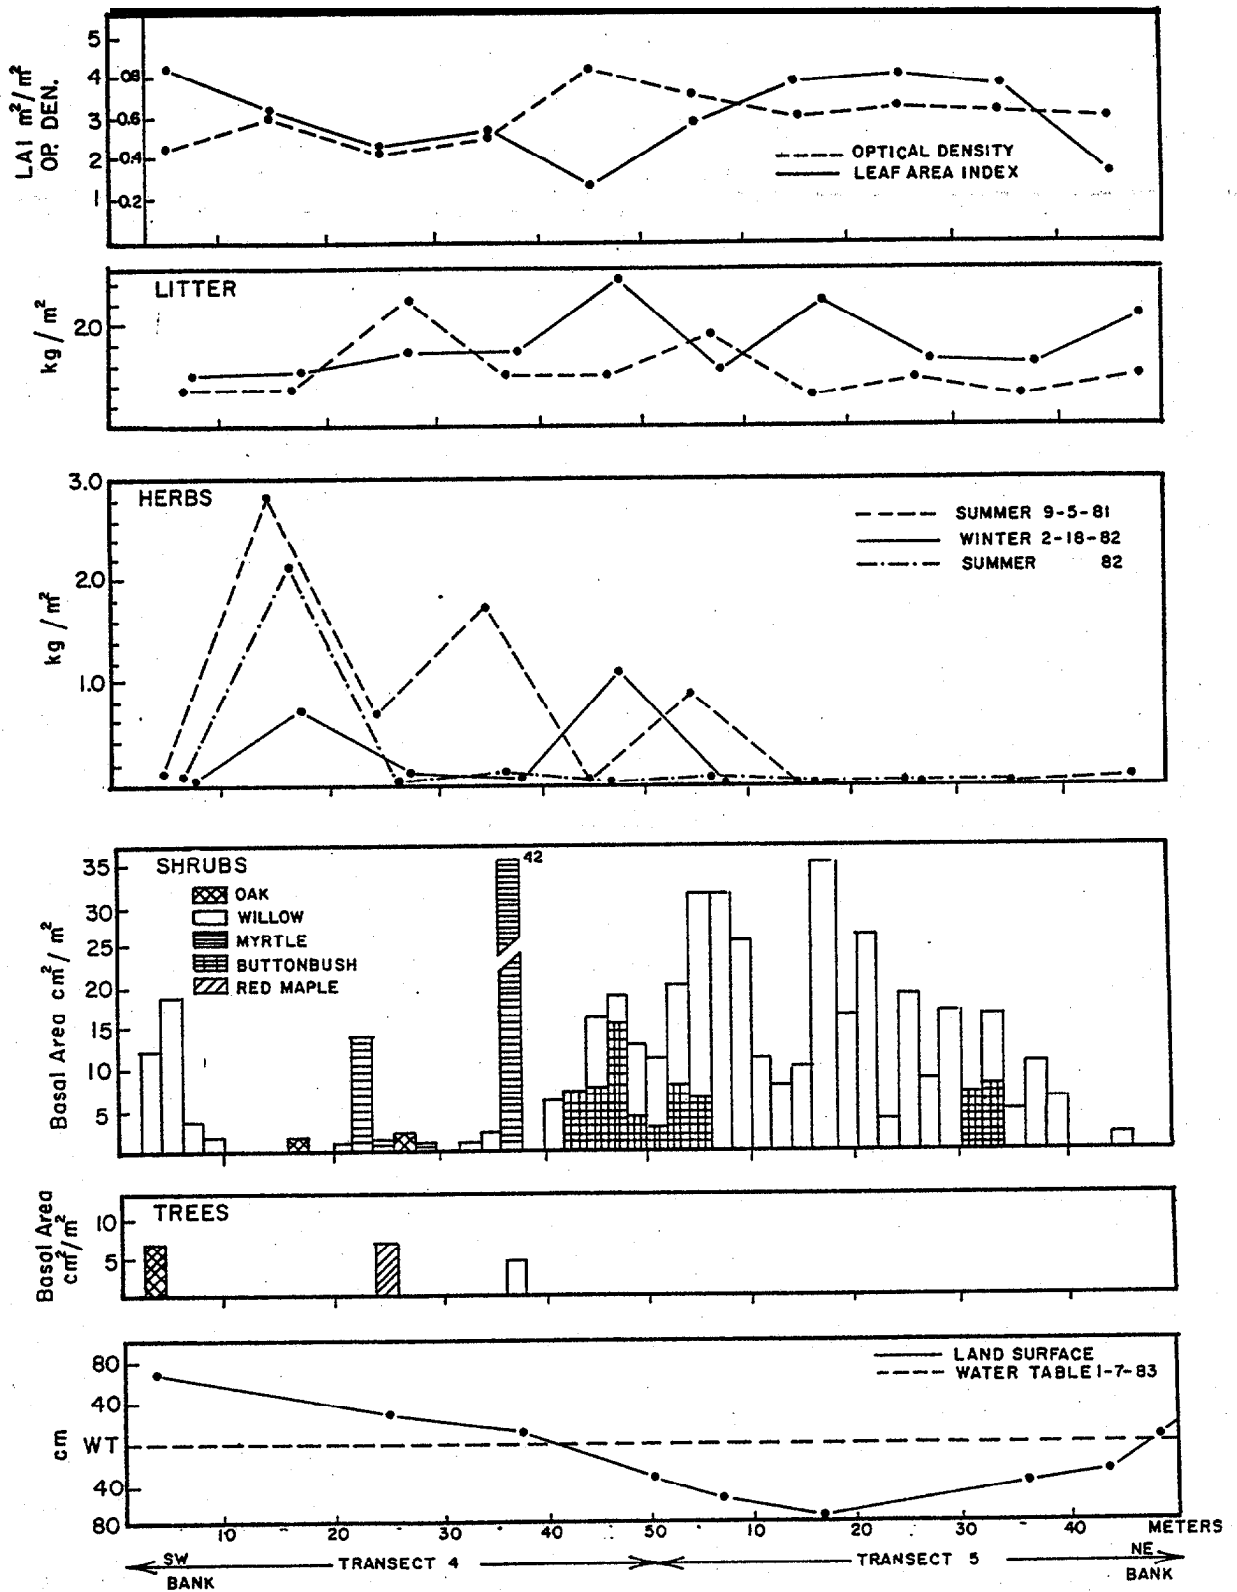 LAI m²/m²
OP. DEN.
5
4 0.8
3 0.6
2 0.4
1 0.2
OPTICAL DENSITY
LEAF AREA INDEX
LITTER
kg/m²
2.0
HERBS
kg/m²
3.0
2.0
1.0
SUMMER 9-5-81
WINTER 2-18-82
SUMMER 82
SHRUBS
42
Basal Area cm²/m²
35
30
25
20
15
10
5
OAK
WILLOW
MYRTLE
BUTTONBUSH
RED MAPLE
TREES
Basal Area
cm²/m²
10
5
LAND SURFACE
WATER TABLE 1-7-83
cm
80
40
WT
40
80
10 20 30 40 50 10 20 30 40 METERS
SW BANK
TRANSECT 4
TRANSECT 5
NE BANK